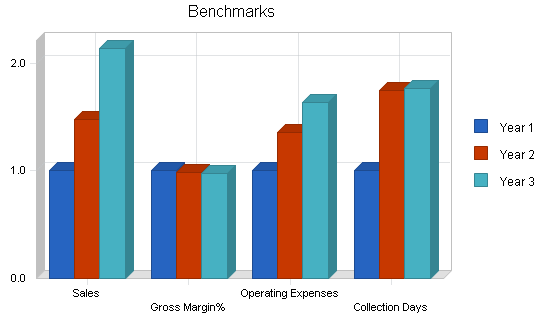 Benchmarks
2.0
1.0
0.0
Sales
Gross Margin%
Operating Expenses
Collection Days
Year 1
Year 2
Year 3